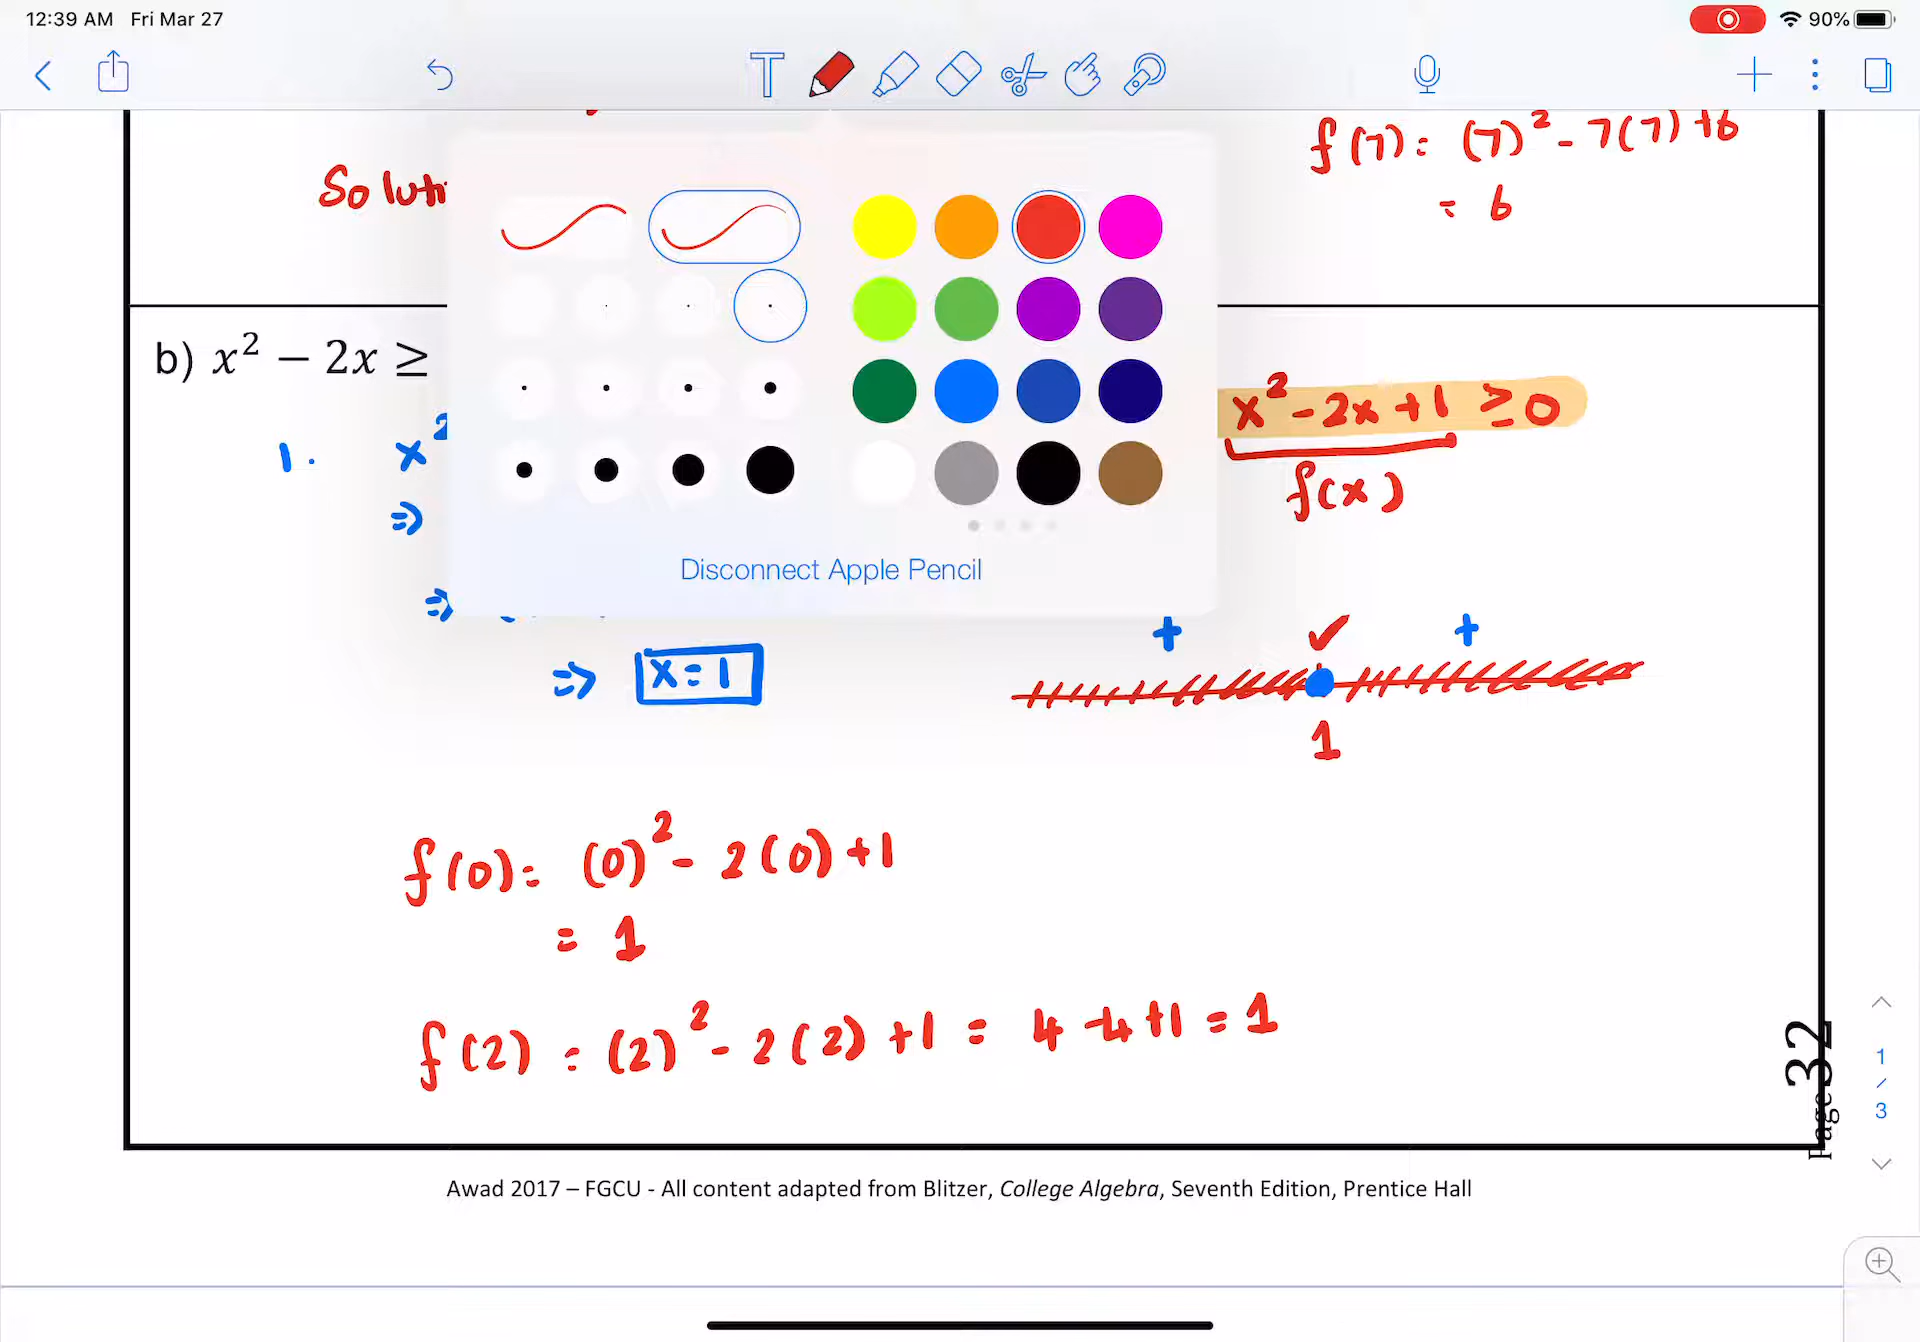 12:39 AM Fri Mar 27
90%
T
f(7) = (7)² - 7(7) +6
= 6
Soluti
b) x² − 2x ≥
x² - 2x + 1 ≥ 0
f(x)
1. x²
⇒
⇒
Disconnect Apple Pencil
+ ✓ +
⇒ x = 1
1
f(0) = (0)² - 2(0) +1
= 1
f(2) = (2)² - 2(2) +1 = 4 -4 +1 = 1
Page 32
1 / 3
Awad 2017 – FGCU - All content adapted from Blitzer, College Algebra, Seventh Edition, Prentice Hall